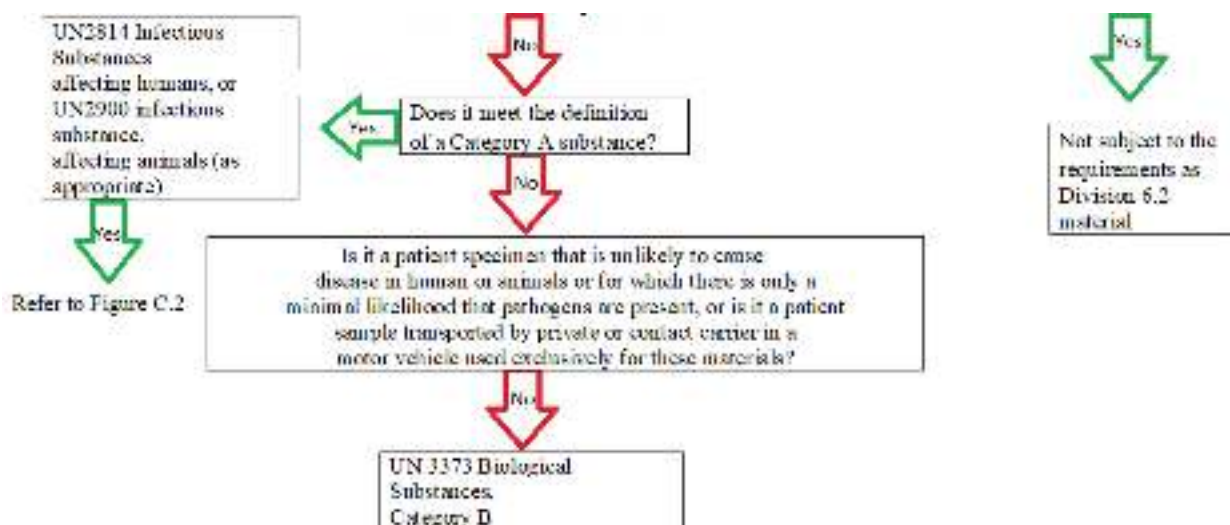 UN2814 Infectious
Substances
affecting humans, or
UN2900 infectious
substance,
affecting animals (as
appropriate)
No
Yes
Does it meet the definition
of a Category A substance?
Yes
Not subject to the
requirements as
Division 6.2
material
No
Yes
Refer to Figure C.2
Is it a patient specimen that is unlikely to cause
disease in human or animals or for which there is only a
minimal likelihood that pathogens are present, or is it a patient
sample transported by private or contact carrier in a
motor vehicle used exclusively for these materials?
No
UN 3373 Biological
Substances,
Category B